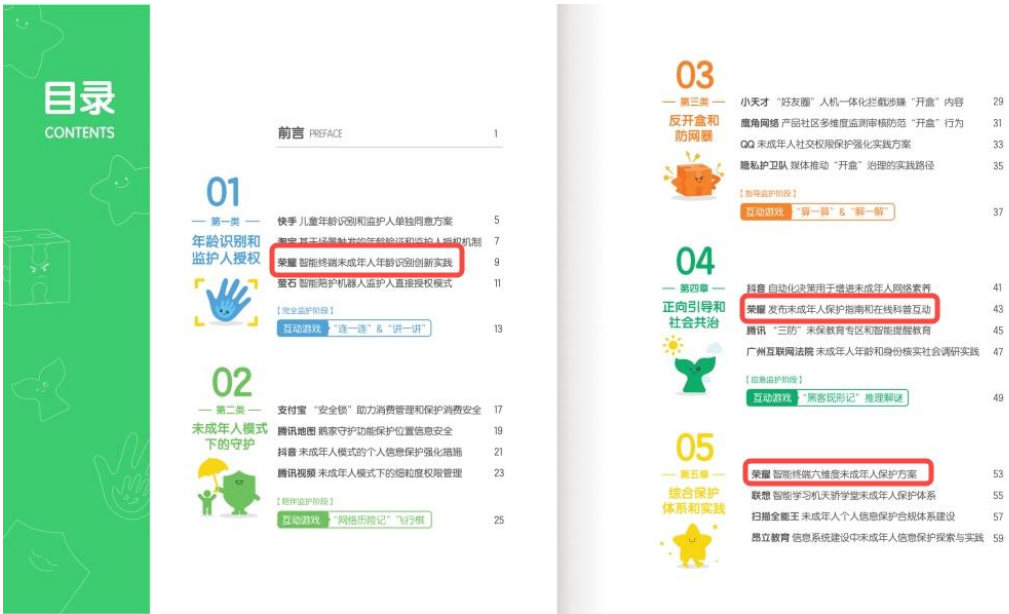 目录
CONTENTS
前言 PREFACE 1
01
第一类
年龄识别和
监护人授权
快手 儿童年龄识别和监护人单独同意方案 5
淘宝 基于场景触发的年龄验证和监护人授权机制 7
荣耀 智能终端未成年人年龄识别创新实践 9
萤石 智能陪护机器人监护人直接授权模式 11
【完全监护阶段】
互动游戏 “连一连” & “讲一讲” 13
02
第二类
未成年人模式
下的守护
支付宝 “安全锁” 助力消费管理和保护消费安全 17
腾讯地图 鹅家守护功能保护位置信息安全 19
抖音 未成年人模式的个人信息保护强化措施 21
腾讯视频 未成年人模式下的细粒度权限管理 23
【陪伴监护阶段】
互动游戏 “网络历险记” 飞行棋 25
03
第三类
反开盒和
防网暴
小天才 “好友圈” 人机一体化拦截涉嫌 “开盒” 内容 29
鹰角网络 产品社区多维度监测审核防范 “开盒” 行为 31
QQ 未成年人社交权限保护强化实践方案 33
隐私护卫队 媒体推动 “开盒” 治理的实践路径 35
【指导监护阶段】
互动游戏 “算一算” & “解一解” 37
04
第四章
正向引导和
社会共治
抖音 自动化决策用于增进未成年人网络素养 41
荣耀 发布未成年人保护指南和在线科普互动 43
腾讯 “三防” 未保教育专区和智能提醒教育 45
广州互联网法院 未成年人年龄和身份核实社会调研实践 47
【应急监护阶段】
互动游戏 “黑客现形记” 推理解谜 49
05
第五章
综合保护
体系和实践
荣耀 智能终端六维度未成年人保护方案 53
联想 智能学习机天骄学堂未成年人保护体系 55
扫描全能王 未成年人个人信息保护合规体系建设 57
昂立教育 信息系统建设中未成年人信息保护探索与实践 59